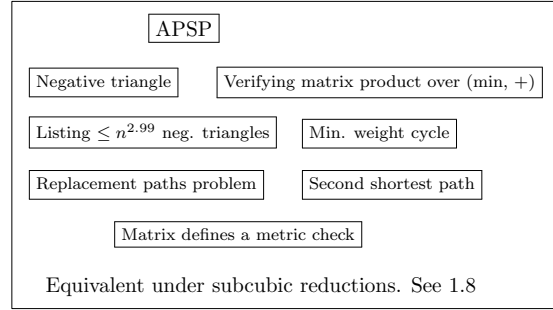 APSP
Negative triangle Verifying matrix product over (min, +)
Listing ≤ n^{2.99} neg. triangles Min. weight cycle
Replacement paths problem Second shortest path
Matrix defines a metric check
Equivalent under subcubic reductions. See 1.8